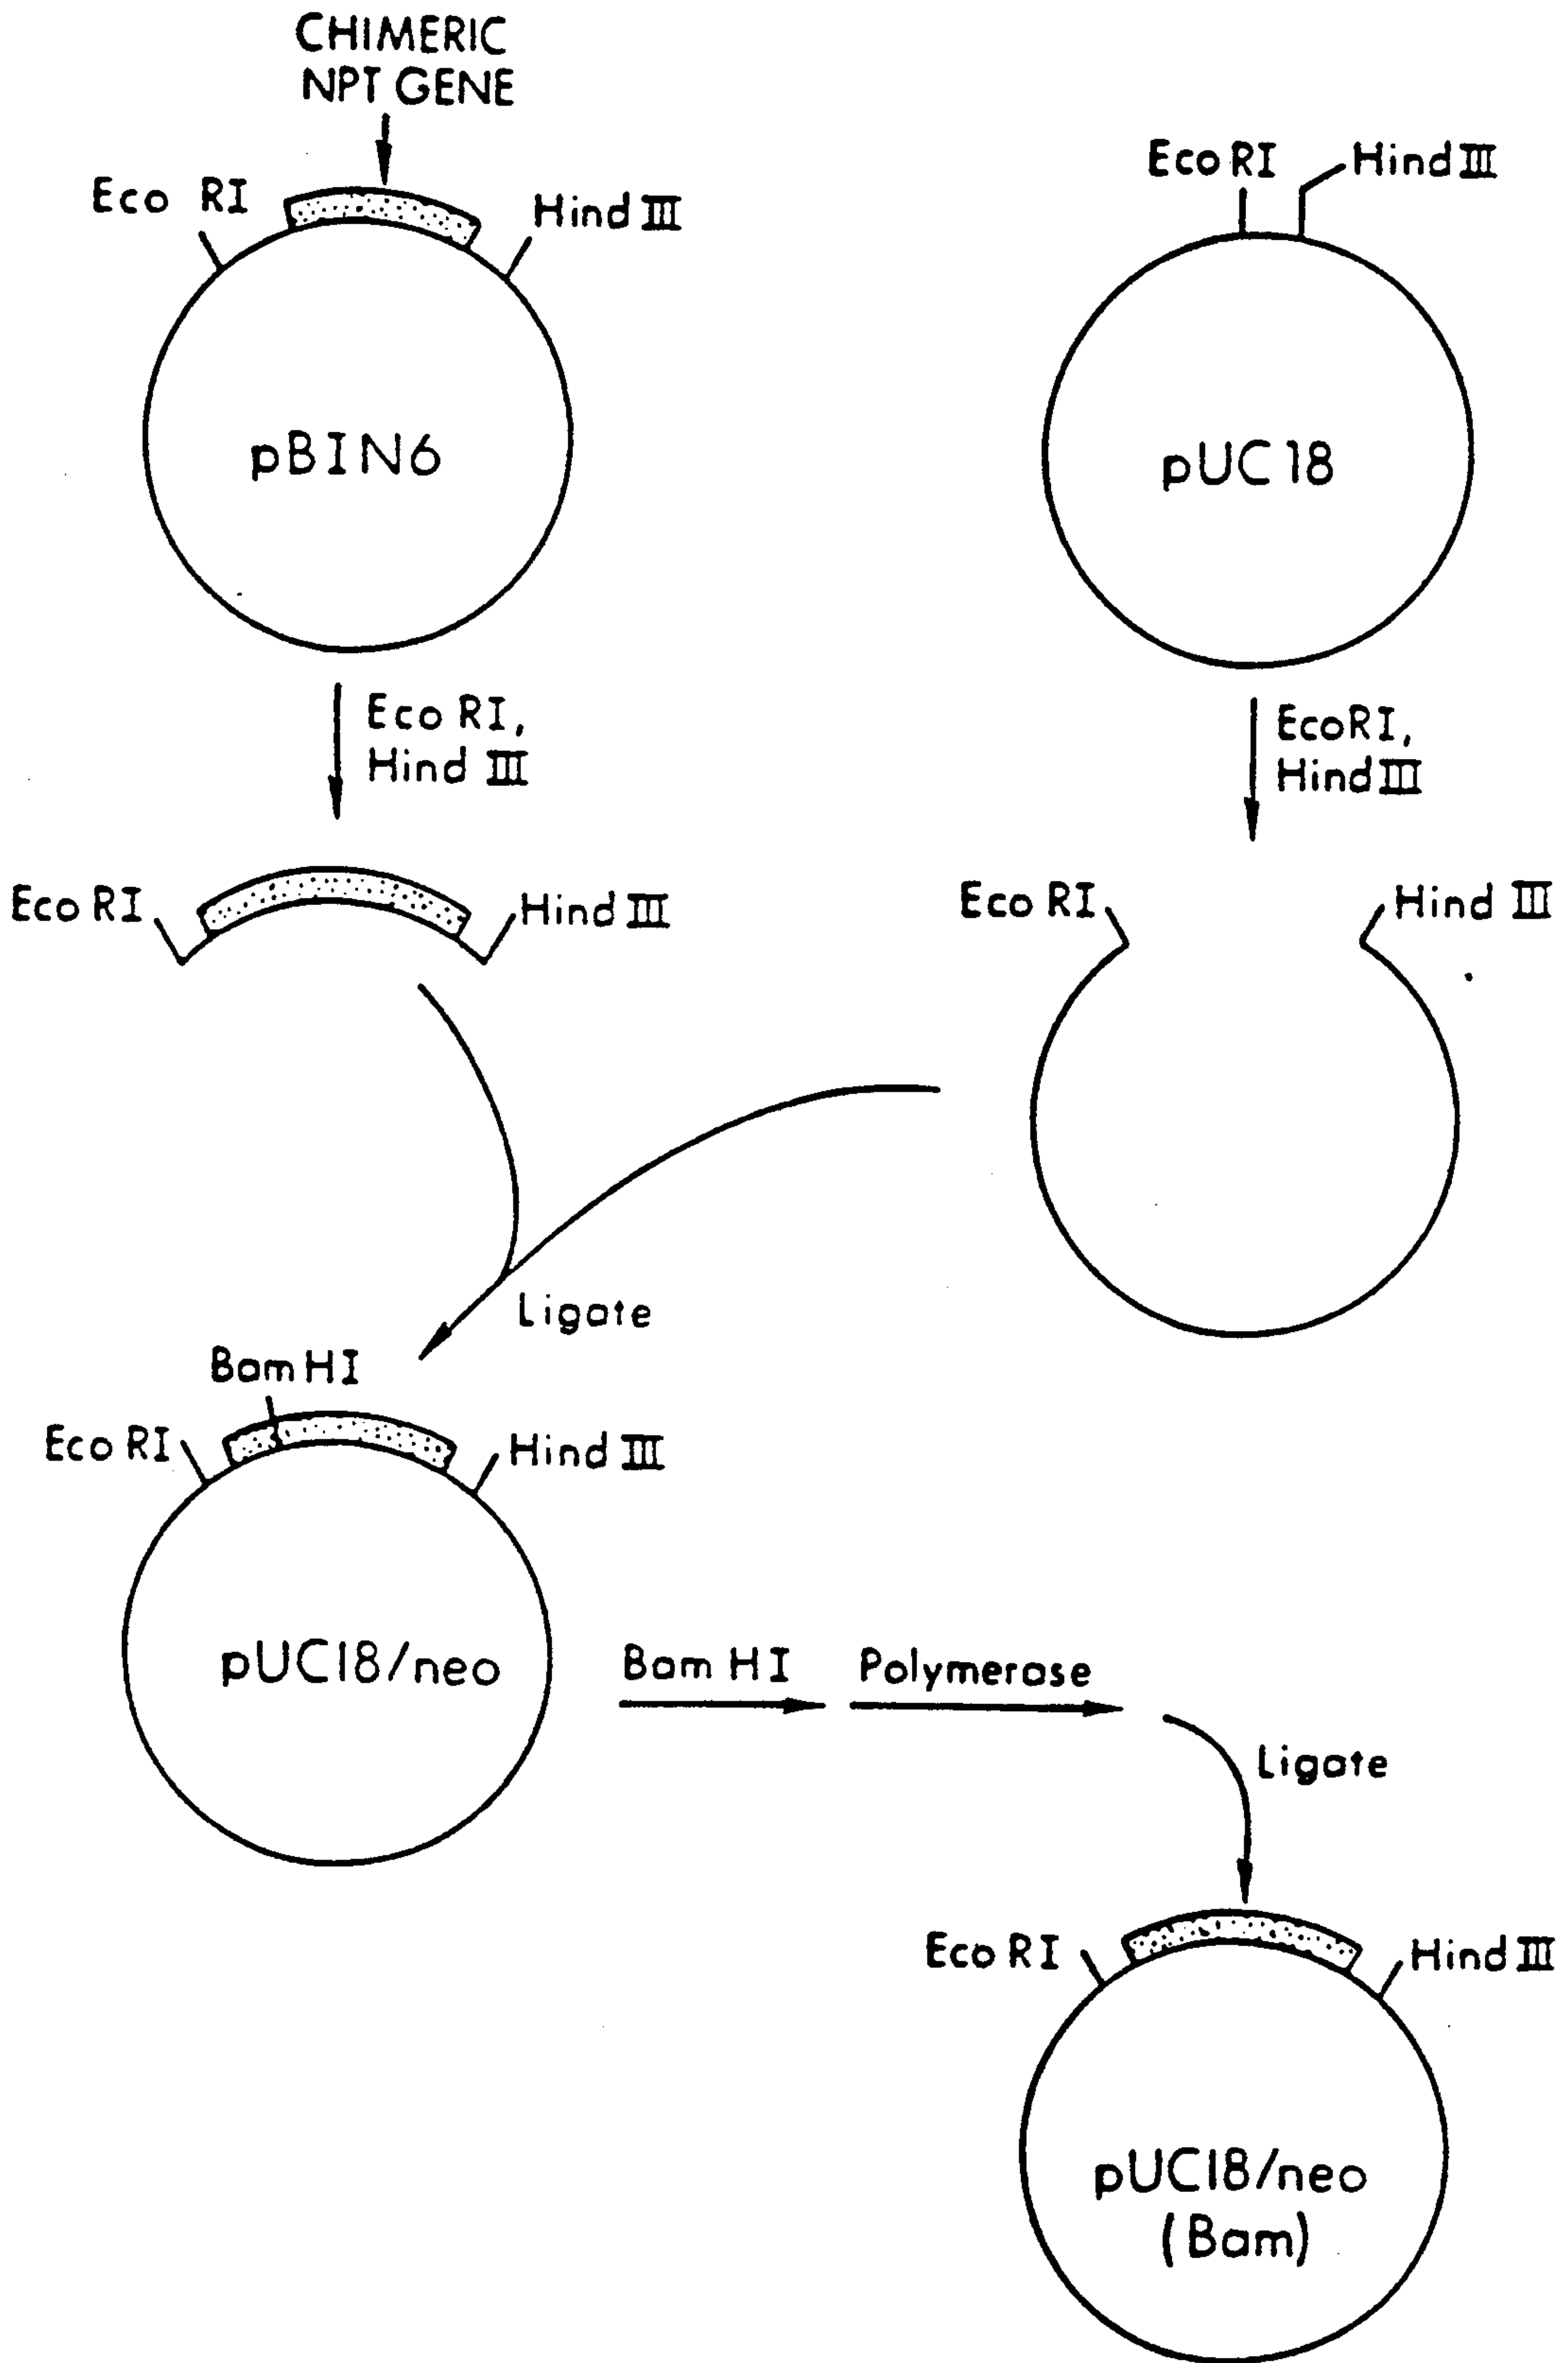 CHIMERIC
NPT GENE
Eco RI
Hind III
pBIN6
Eco RI
Hind III
pUC18
Eco RI,
Hind III
EcoRI,
Hind III
Eco RI
Hind III
Eco RI
Hind III
Ligate
Bam HI
Eco RI
Hind III
pUC18/neo
Bam HI
Polymerase
Ligate
Eco RI
Hind III
pUC18/neo
(Bam)